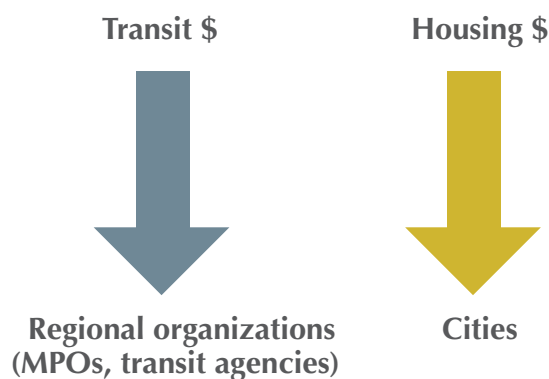 Transit $
Housing $
Regional organizations
(MPOs, transit agencies)
Cities